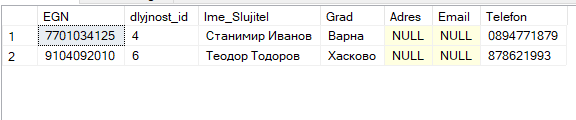 EGN dlyjnost_id Ime_Slujitel Grad Adres Email Telefon
1 7701034125 4 Станимир Иванов Варна NULL NULL 0894771879
2 9104092010 6 Теодор Тодоров Хасково NULL NULL 878621993